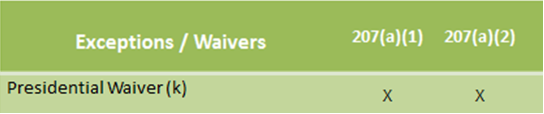 Exceptions / Waivers 207(a)(1) 207(a)(2)
Presidential Waiver (k) X X